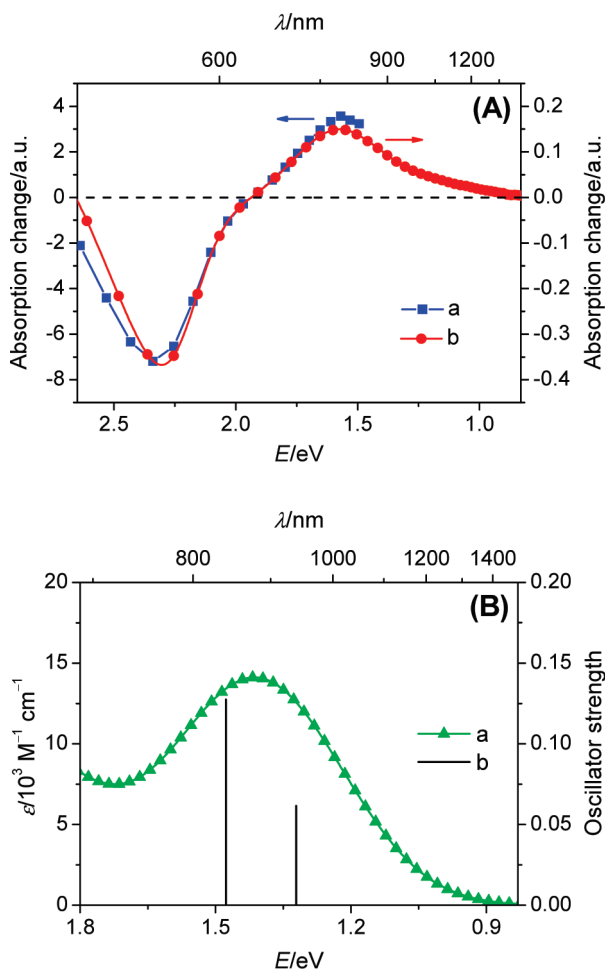 λ/nm
600
900
1200
(A)
Absorption change/a.u.
4
2
0
-2
-4
-6
-8
0.2
0.1
0.0
-0.1
-0.2
-0.3
-0.4
Absorption change/a.u.
a
b
2.5
2.0
1.5
1.0
E/eV
λ/nm
800
1000
1200
1400
(B)
ε/10³ M⁻¹ cm⁻¹
20
15
10
5
0
0.20
0.15
0.10
0.05
0.00
Oscillator strength
a
b
1.8
1.5
1.2
0.9
E/eV